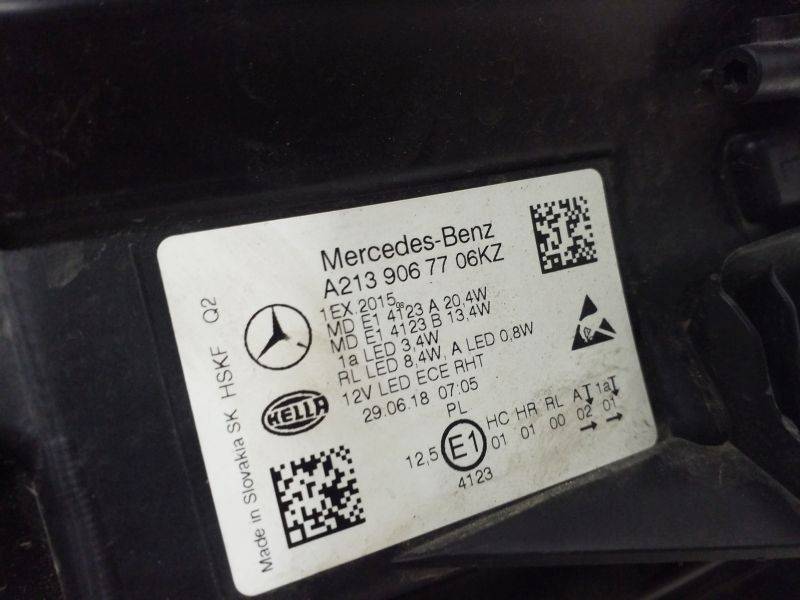 Mercedes-Benz
A213 906 77 06KZ
1EX.2015 98
MD E1 4123 A 20,4W
MD E1 4123 B 13,4W
1a LED 3,4W
RL LED 8,4W, A LED 0,8W
12V LED ECE RHT
29.06.18 07:05
HELLA
PL
HC HR RL A 1a
12,5 E1 01 01 00 02 01
4123
Made in Slovakia SK HSKF Q2